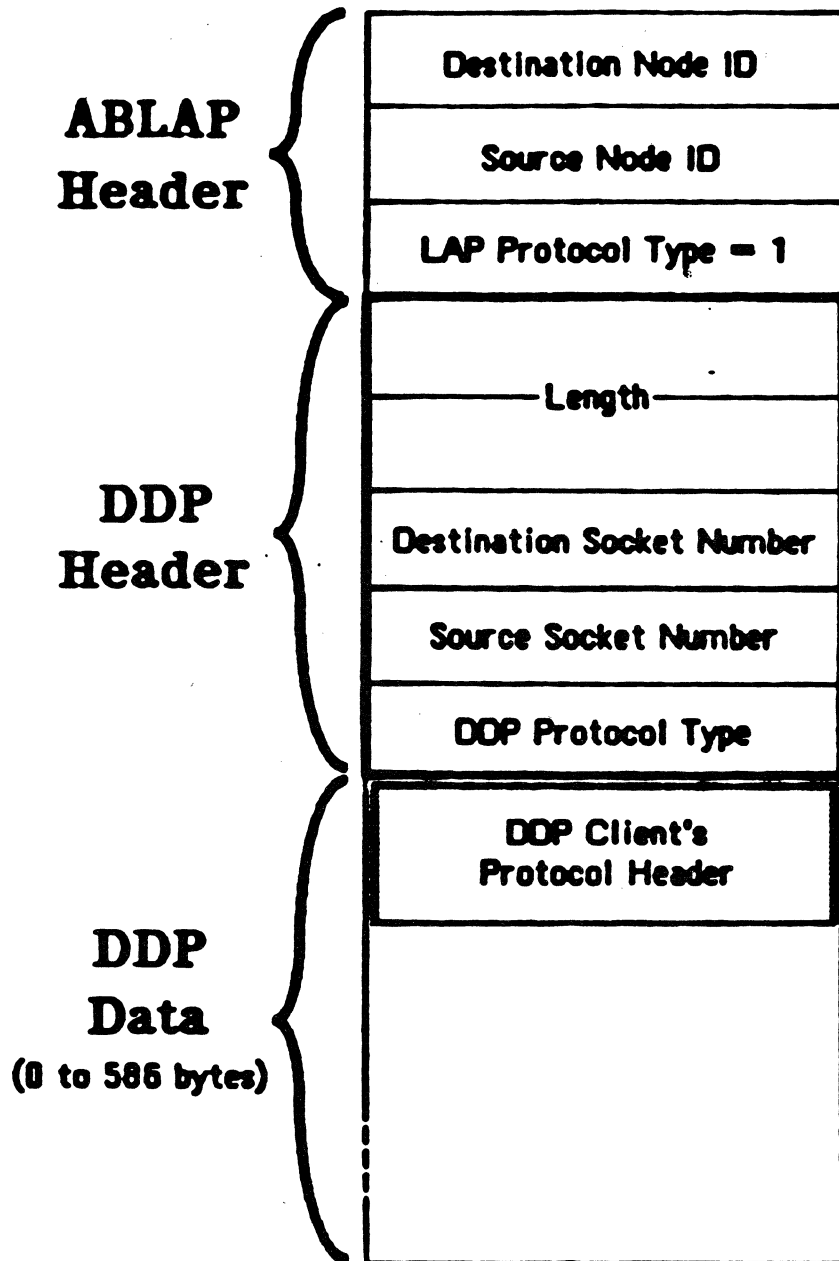 ABLAP
Header
Destination Node ID
Source Node ID
LAP Protocol Type = 1
DDP
Header
Length
Destination Socket Number
Source Socket Number
DDP Protocol Type
DDP
Data
(0 to 586 bytes)
DDP Client's
Protocol Header